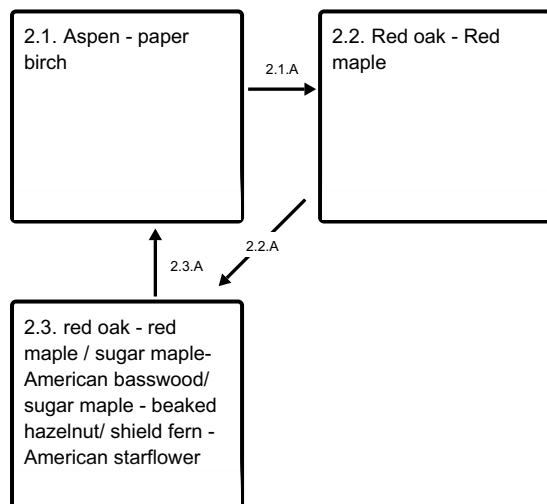 2.1. Aspen - paper
birch
2.1.A
2.2. Red oak - Red
maple
2.2.A
2.3.A
2.3. red oak - red
maple / sugar maple-
American basswood/
sugar maple - beaked
hazelnut/ shield fern -
American starflower